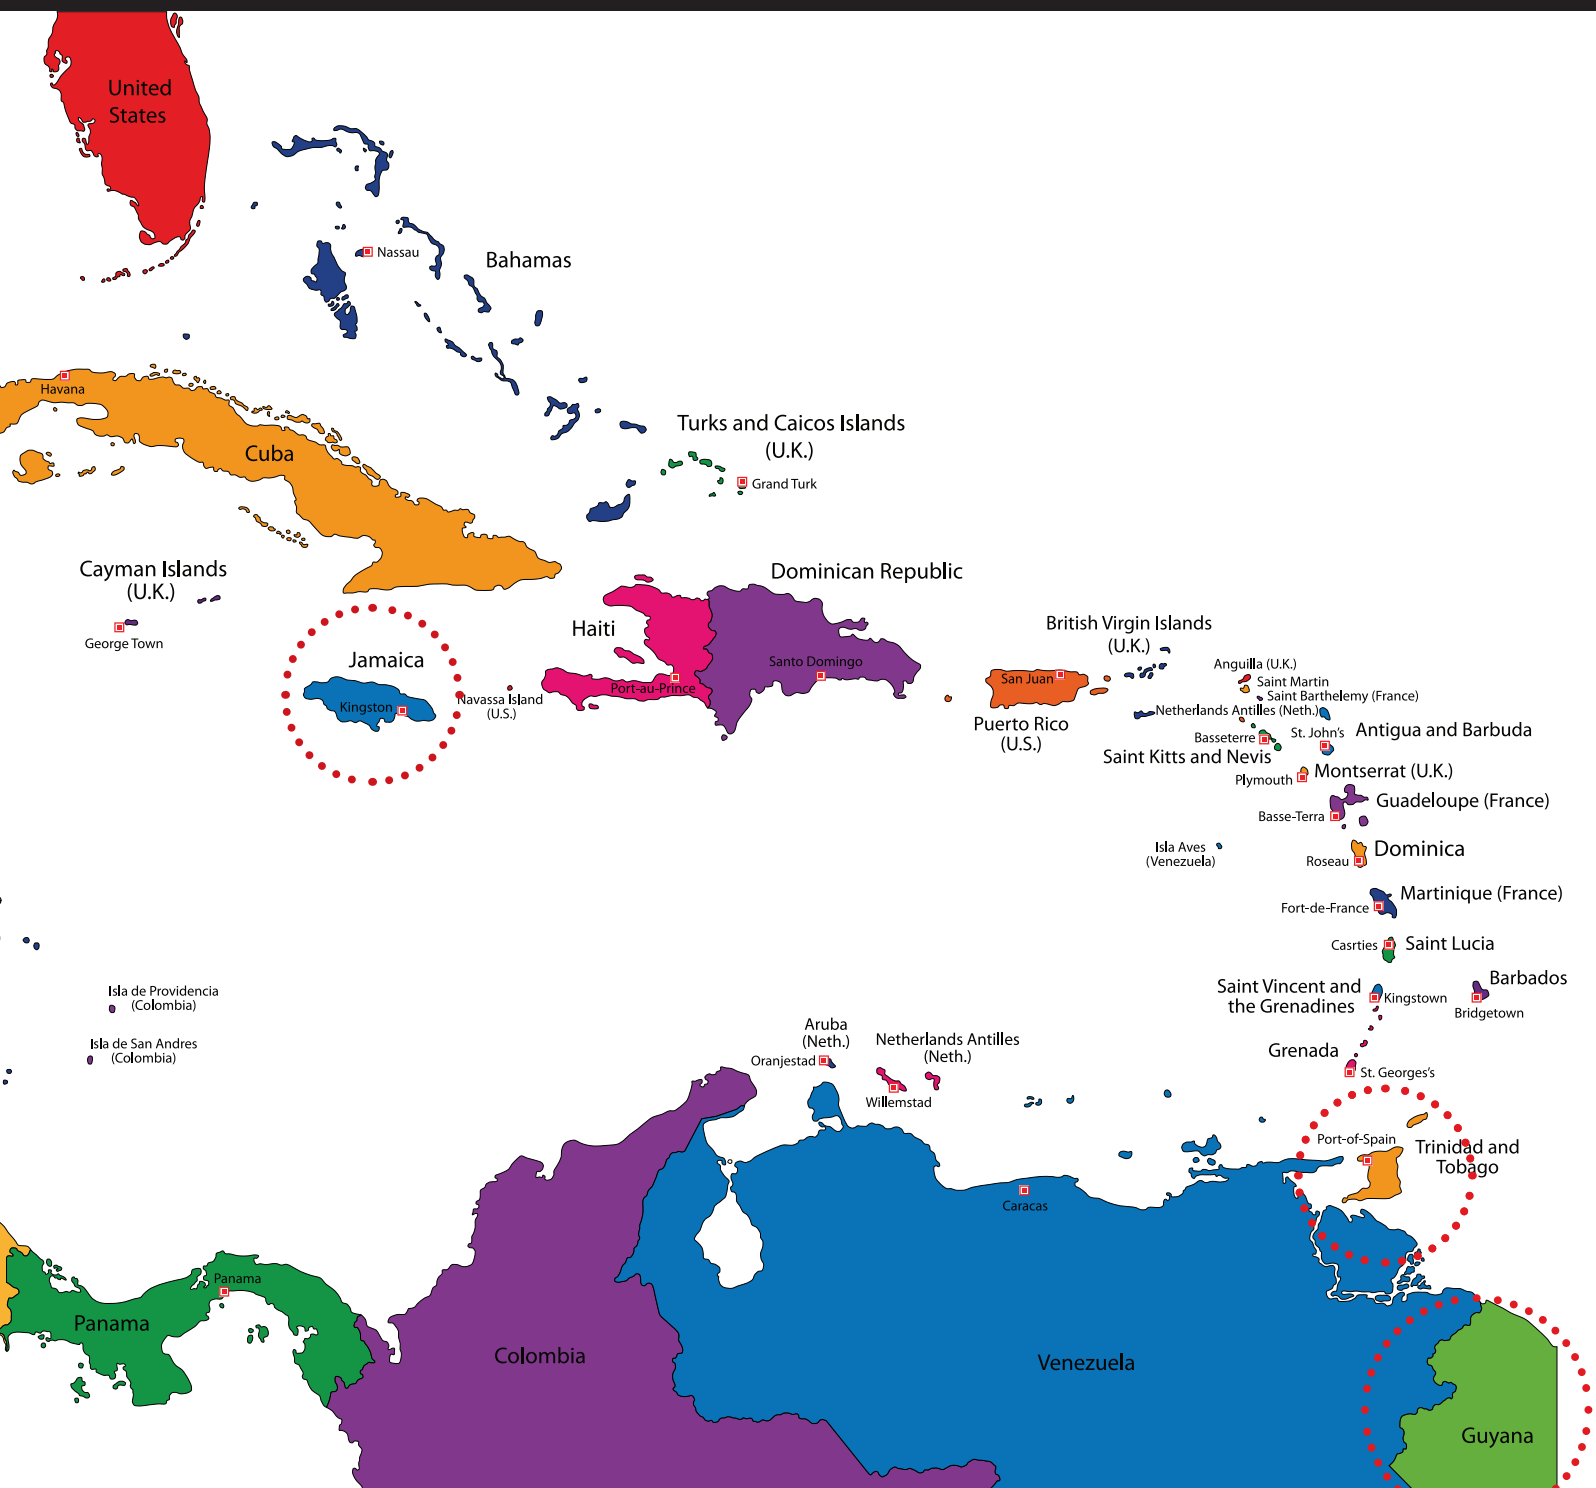 United
States
Nassau
Bahamas
Havana
Cuba
Turks and Caicos Islands
(U.K.)
Grand Turk
Cayman Islands
(U.K.)
George Town
Dominican Republic
Haiti
Jamaica
Kingston
Navassa Island
(U.S.)
Port-au-Prince
Santo Domingo
British Virgin Islands
(U.K.)
San Juan
Puerto Rico
(U.S.)
Anguilla (U.K.)
Saint Martin
Saint Barthelemy (France)
Netherlands Antilles (Neth.)
Basseterre
St. John's
Antigua and Barbuda
Saint Kitts and Nevis
Plymouth
Montserrat (U.K.)
Guadeloupe (France)
Basse-Terra
Isla Aves
(Venezuela)
Roseau
Dominica
Martinique (France)
Fort-de-France
Casrties
Saint Lucia
Saint Vincent and
the Grenadines
Kingstown
Barbados
Bridgetown
Isla de Providencia
(Colombia)
Isla de San Andres
(Colombia)
Aruba
(Neth.)
Oranjestad
Netherlands Antilles
(Neth.)
Willemstad
Grenada
St. Georges's
Port-of-Spain
Trinidad and
Tobago
Caracas
Panama
Panama
Colombia
Venezuela
Guyana